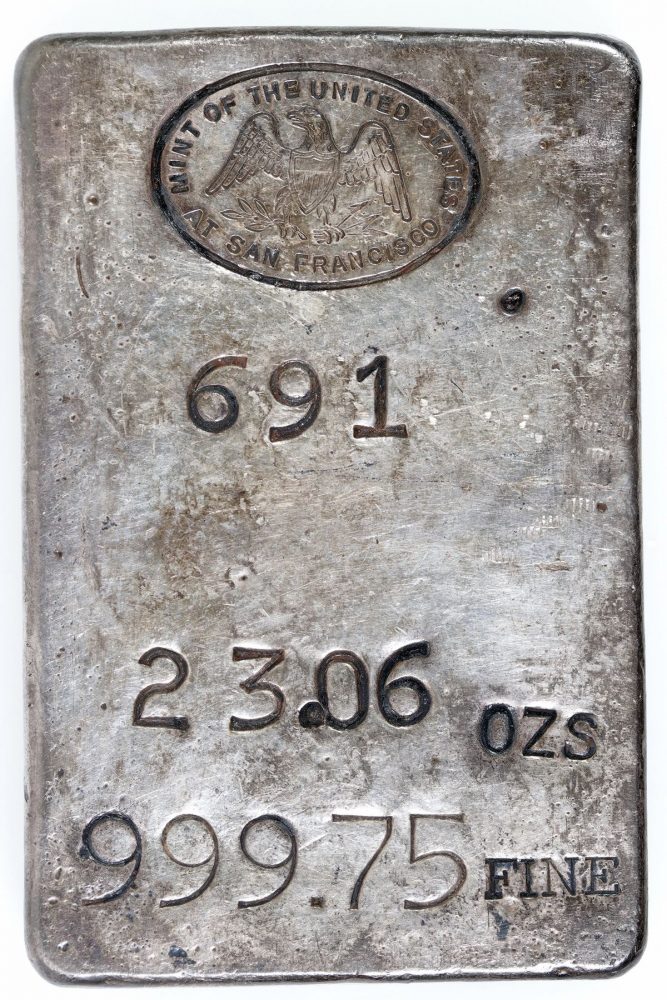 MINT OF THE UNITED STATES
AT SAN FRANCISCO
691
23.06 OZS
999.75 FINE